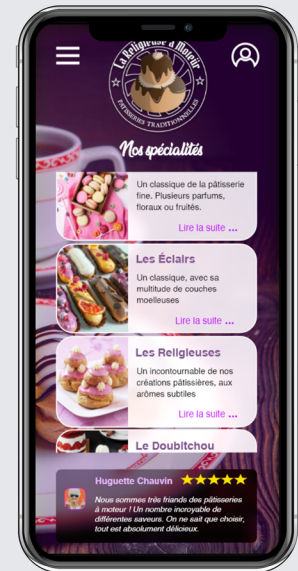 La Religieuse à Moteur
PATISSERIES TRADITIONNELLES
Nos spécialités
Un classique de la pâtisserie
fine. Plusieurs parfums,
floraux ou fruités.
Lire la suite ...
Les Éclairs
Un classique, avec sa
multitude de couches
moelleuses
Lire la suite ...
Les Religieuses
Un incontournable de nos
créations pâtissières, aux
arômes subtiles
Lire la suite ...
Le Doubitchou
Huguette Chauvin
Nous sommes très friands des pâtisseries
à moteur ! Un nombre incroyable de
différentes saveurs. On ne sait que choisir,
tout est absolument délicieux.